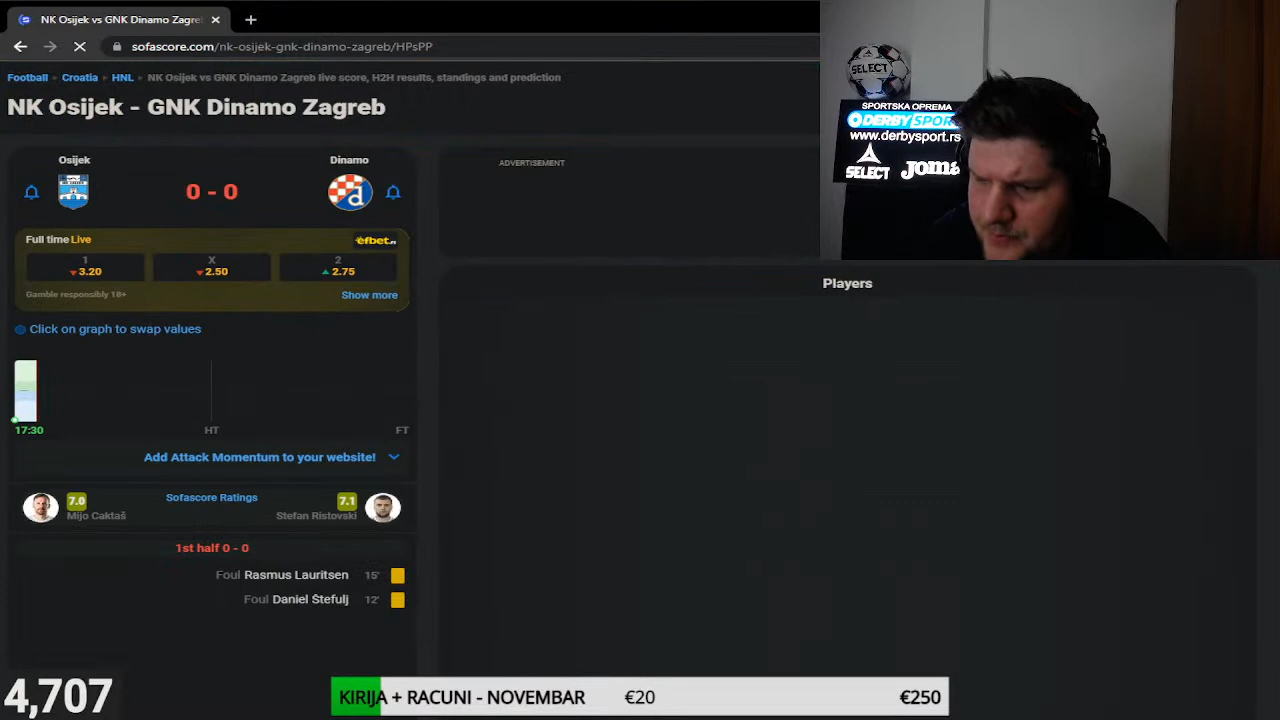 NK Osijek vs GNK Dinamo Zagreb
sofascore.com/nk-osijek-gnk-dinamo-zagreb/HPsPP
Football Croatia HNL NK Osijek vs GNK Dinamo Zagreb live score, H2H results, standings and prediction
NK Osijek - GNK Dinamo Zagreb
Osijek
Dinamo
0 - 0
Full time Live
efbet.rs
1 X 2
3.20 2.50 2.75
Gamble responsibly 18+
Show more
Click on graph to swap values
17:30 HT FT
Add Attack Momentum to your website!
7.0 Sofascore Ratings 7.1
Mijo Caktaš Stefan Ristovski
1st half 0 - 0
Foul Rasmus Lauritsen 15'
Foul Daniel Štefulj 12'
ADVERTISEMENT
Players
SELECT
SPORTSKA OPREMA
DERBYSPORT
www.derbysport.rs
SELECT
Joma
4,707
KIRIJA + RACUNI - NOVEMBAR €20 €250